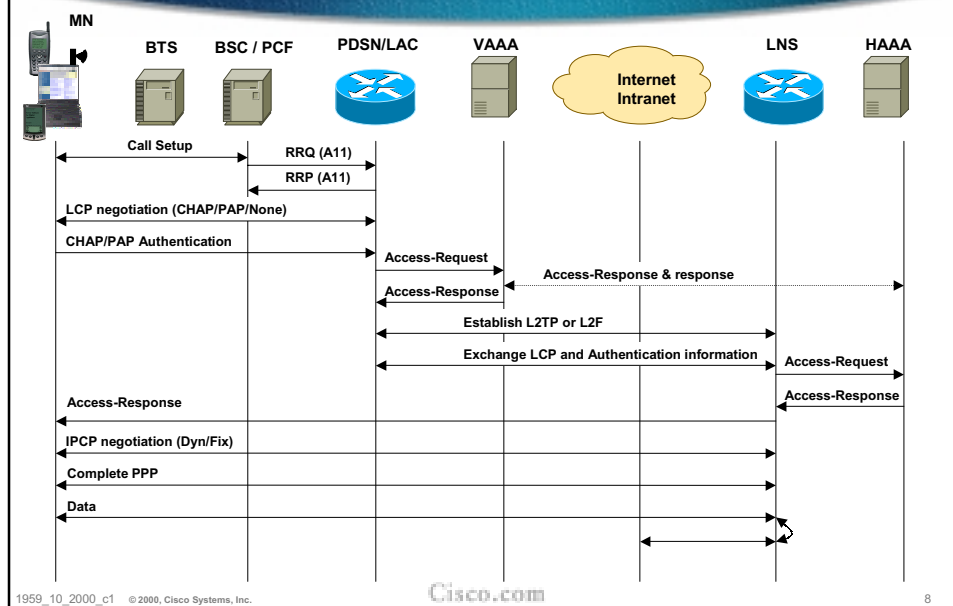 MN
BTS
BSC / PCF
PDSN/LAC
VAAA
Internet
Intranet
LNS
HAAA
Call Setup
RRQ (A11)
RRP (A11)
LCP negotiation (CHAP/PAP/None)
CHAP/PAP Authentication
Access-Request
Access-Response & response
Access-Response
Establish L2TP or L2F
Exchange LCP and Authentication information
Access-Request
Access-Response
Access-Response
IPCP negotiation (Dyn/Fix)
Complete PPP
Data
1959_10_2000_c1 © 2000, Cisco Systems, Inc.
Cisco.com
8